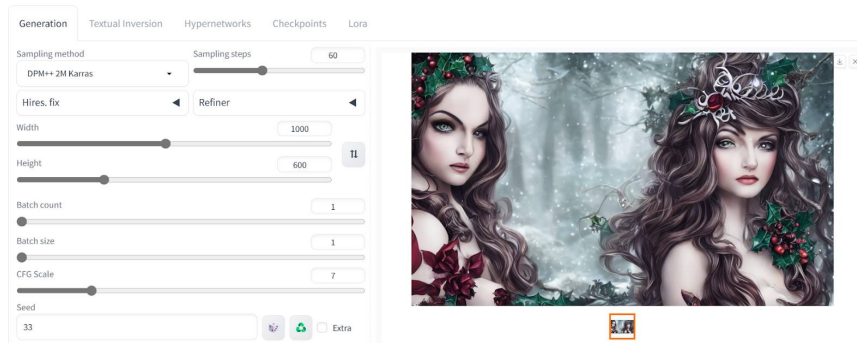 Generation Textual Inversion Hypernetworks Checkpoints Lora
Sampling method Sampling steps 60
DPM++ 2M Karras
Hires. fix Refiner
Width 1000
Height 600
Batch count 1
Batch size 1
CFG Scale 7
Seed
33 Extra